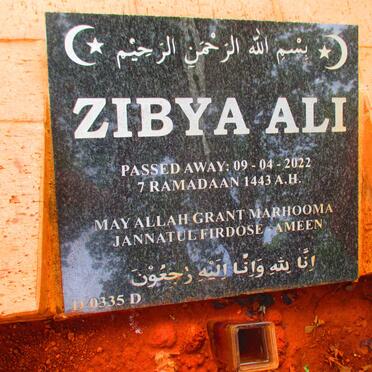 بِسْمِ اللهِ الرَّحْمٰنِ الرَّحِيْمِ
ZIBYA ALI
PASSED AWAY: 09 - 04 - 2022
7 RAMADAAN 1443 A.H.
MAY ALLAH GRANT MARHOOMA
JANNATUL FIRDOSE - AMEEN
اِنَّا لِلّٰهِ وَاِنَّا اِلَيْهِ رٰجِعُوْنَ
D 0335 D